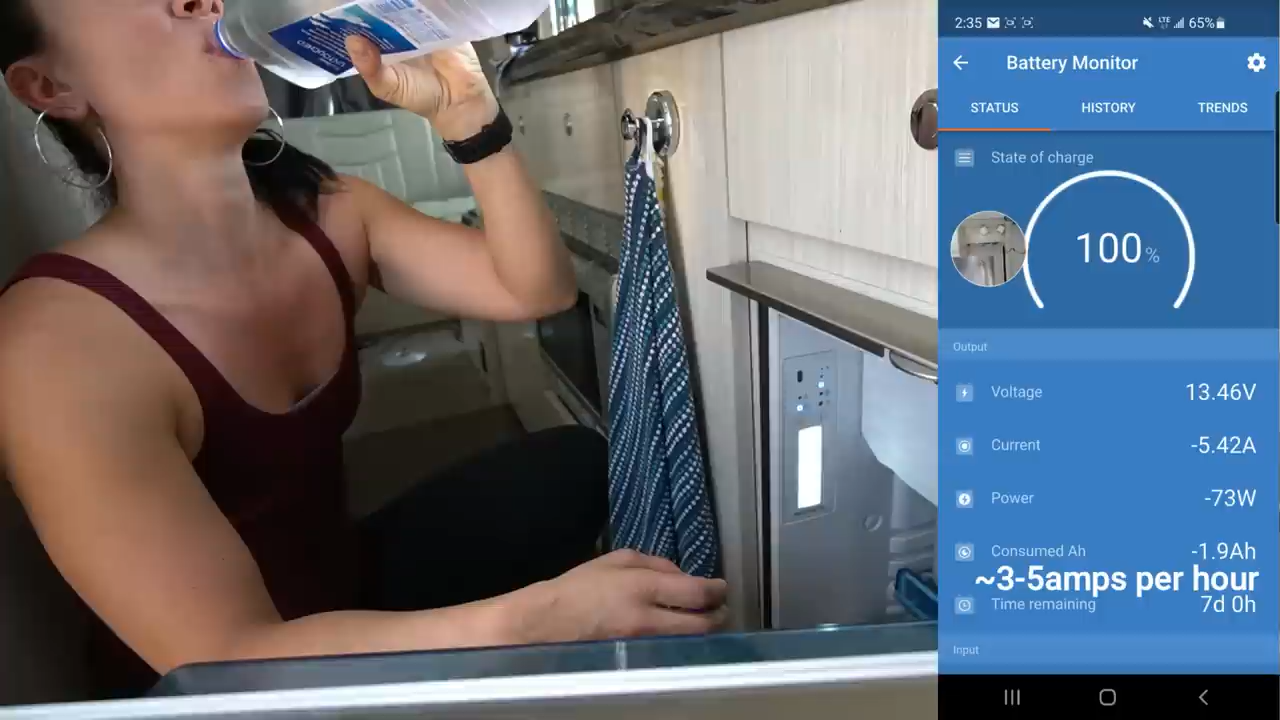 2:35
LTE
65%
Battery Monitor
STATUS HISTORY TRENDS
State of charge
100 %
Output
Voltage 13.46V
Current -5.42A
Power -73W
Consumed Ah -1.9Ah
~3-5amps per hour
Time remaining 7d 0h
Input